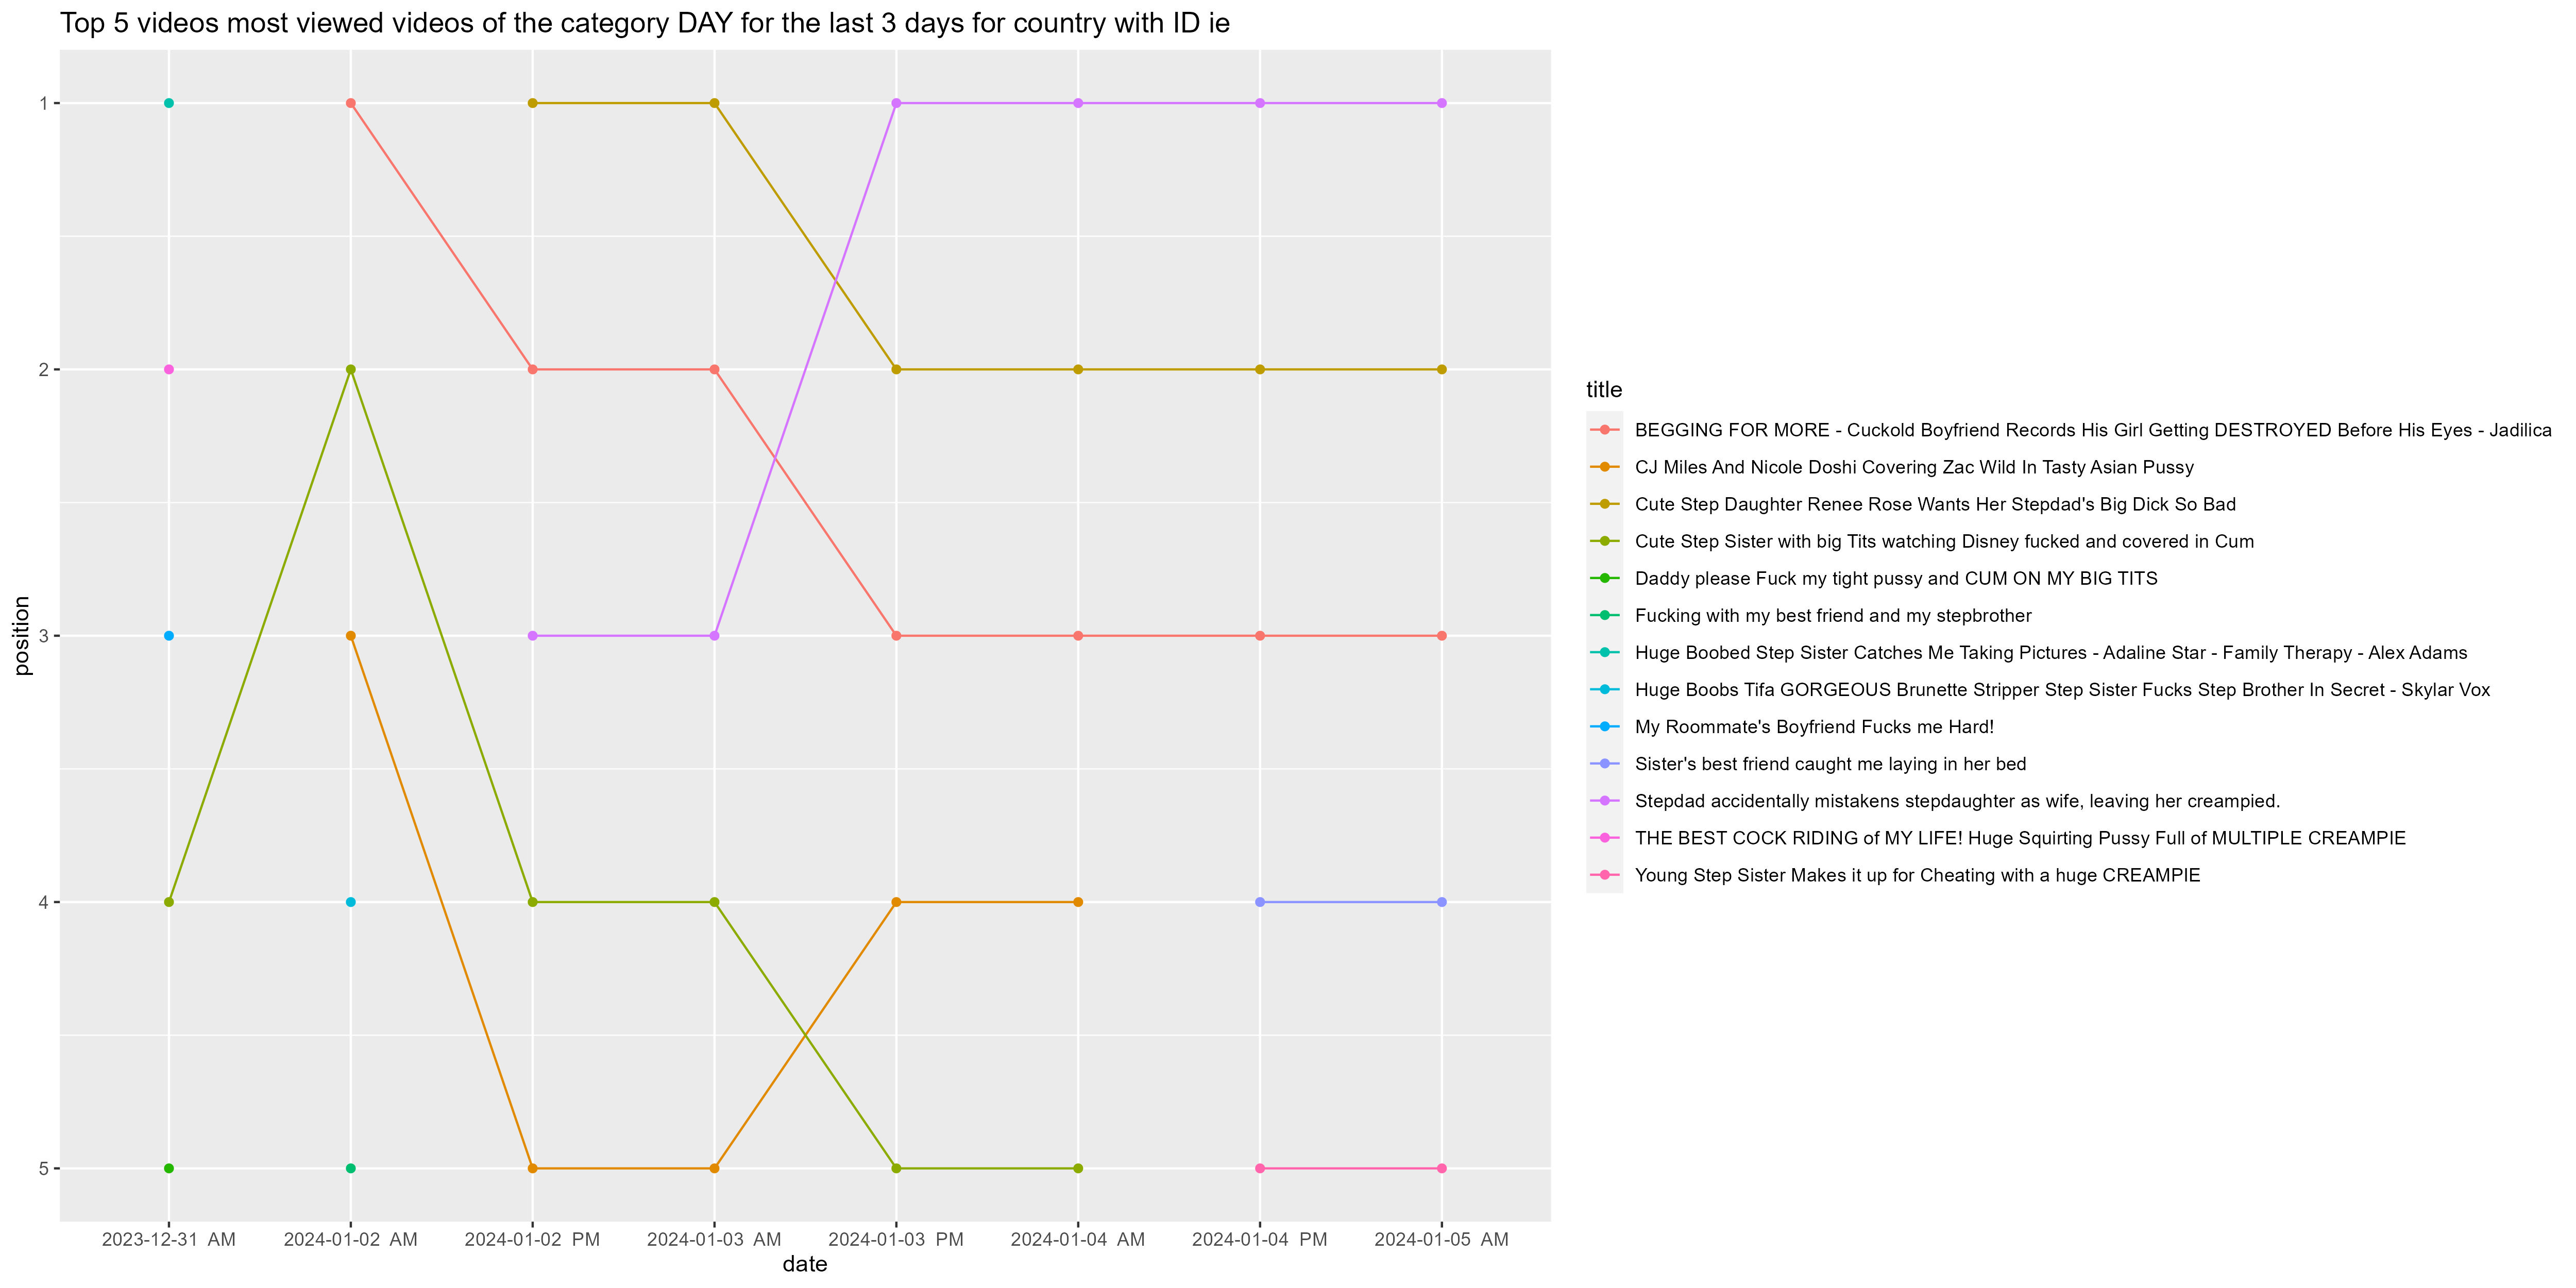 Top 5 videos most viewed videos of the category DAY for the last 3 days for country with ID ie
1
2
3
4
5
position
2023-12-31 AM
2024-01-02 AM
2024-01-02 PM
2024-01-03 AM
2024-01-03 PM
2024-01-04 AM
2024-01-04 PM
2024-01-05 AM
date
title
BEGGING FOR MORE - Cuckold Boyfriend Records His Girl Getting DESTROYED Before His Eyes - Jadilica
CJ Miles And Nicole Doshi Covering Zac Wild In Tasty Asian Pussy
Cute Step Daughter Renee Rose Wants Her Stepdad's Big Dick So Bad
Cute Step Sister with big Tits watching Disney fucked and covered in Cum
Daddy please Fuck my tight pussy and CUM ON MY BIG TITS
Fucking with my best friend and my stepbrother
Huge Boobed Step Sister Catches Me Taking Pictures - Adaline Star - Family Therapy - Alex Adams
Huge Boobs Tifa GORGEOUS Brunette Stripper Step Sister Fucks Step Brother In Secret - Skylar Vox
My Roommate's Boyfriend Fucks me Hard!
Sister's best friend caught me laying in her bed
Stepdad accidentally mistakens stepdaughter as wife, leaving her creampied.
THE BEST COCK RIDING of MY LIFE! Huge Squirting Pussy Full of MULTIPLE CREAMPIE
Young Step Sister Makes it up for Cheating with a huge CREAMPIE